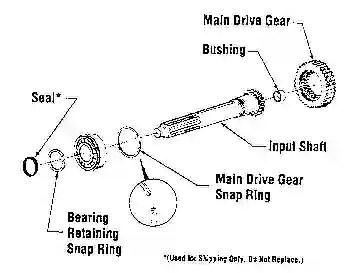 Main Drive Gear
Bushing
Seal*
Input Shaft
Main Drive Gear
Snap Ring
Bearing
Retaining
Snap Ring
*(Used for Shipping Only. Do Not Replace.)